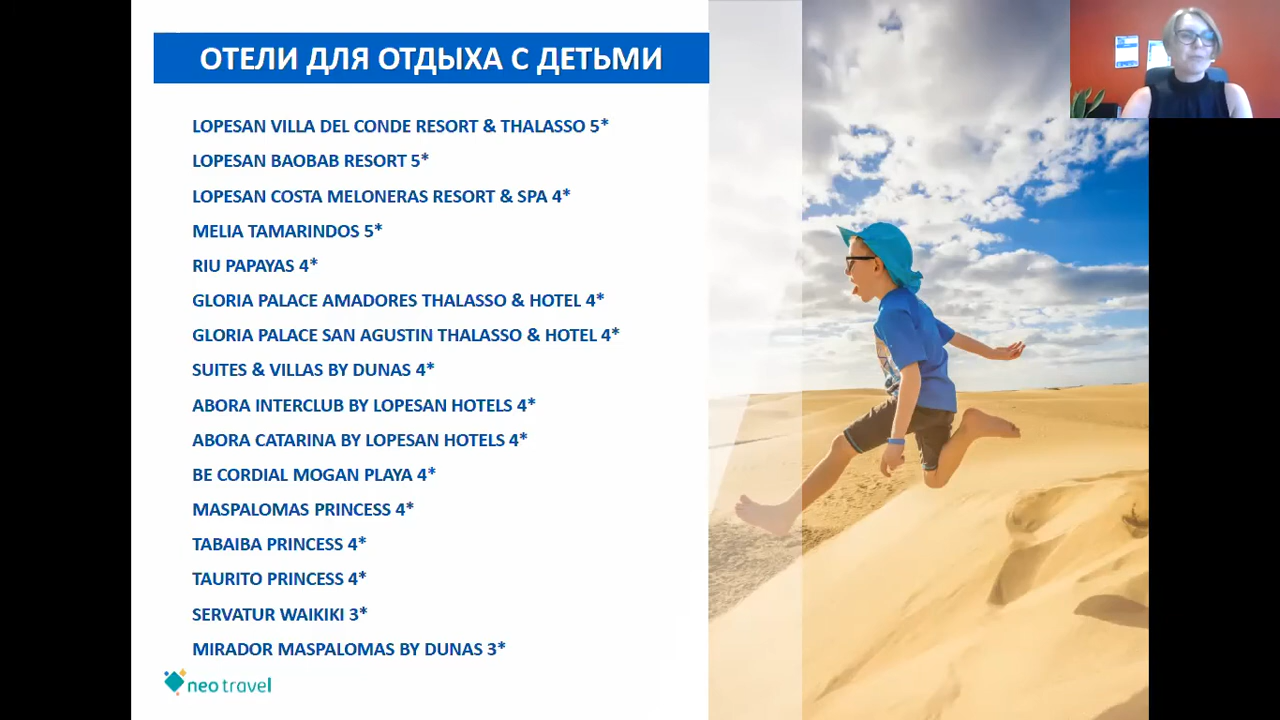 ОТЕЛИ ДЛЯ ОТДЫХА С ДЕТЬМИ
LOPESAN VILLA DEL CONDE RESORT & THALASSO 5*
LOPESAN BAOBAB RESORT 5*
LOPESAN COSTA MELONERAS RESORT & SPA 4*
MELIA TAMARINDOS 5*
RIU PAPAYAS 4*
GLORIA PALACE AMADORES THALASSO & HOTEL 4*
GLORIA PALACE SAN AGUSTIN THALASSO & HOTEL 4*
SUITES & VILLAS BY DUNAS 4*
ABORA INTERCLUB BY LOPESAN HOTELS 4*
ABORA CATARINA BY LOPESAN HOTELS 4*
BE CORDIAL MOGAN PLAYA 4*
MASPALOMAS PRINCESS 4*
TABAIBA PRINCESS 4*
TAURITO PRINCESS 4*
SERVATUR WAIKIKI 3*
MIRADOR MASPALOMAS BY DUNAS 3*
neo travel